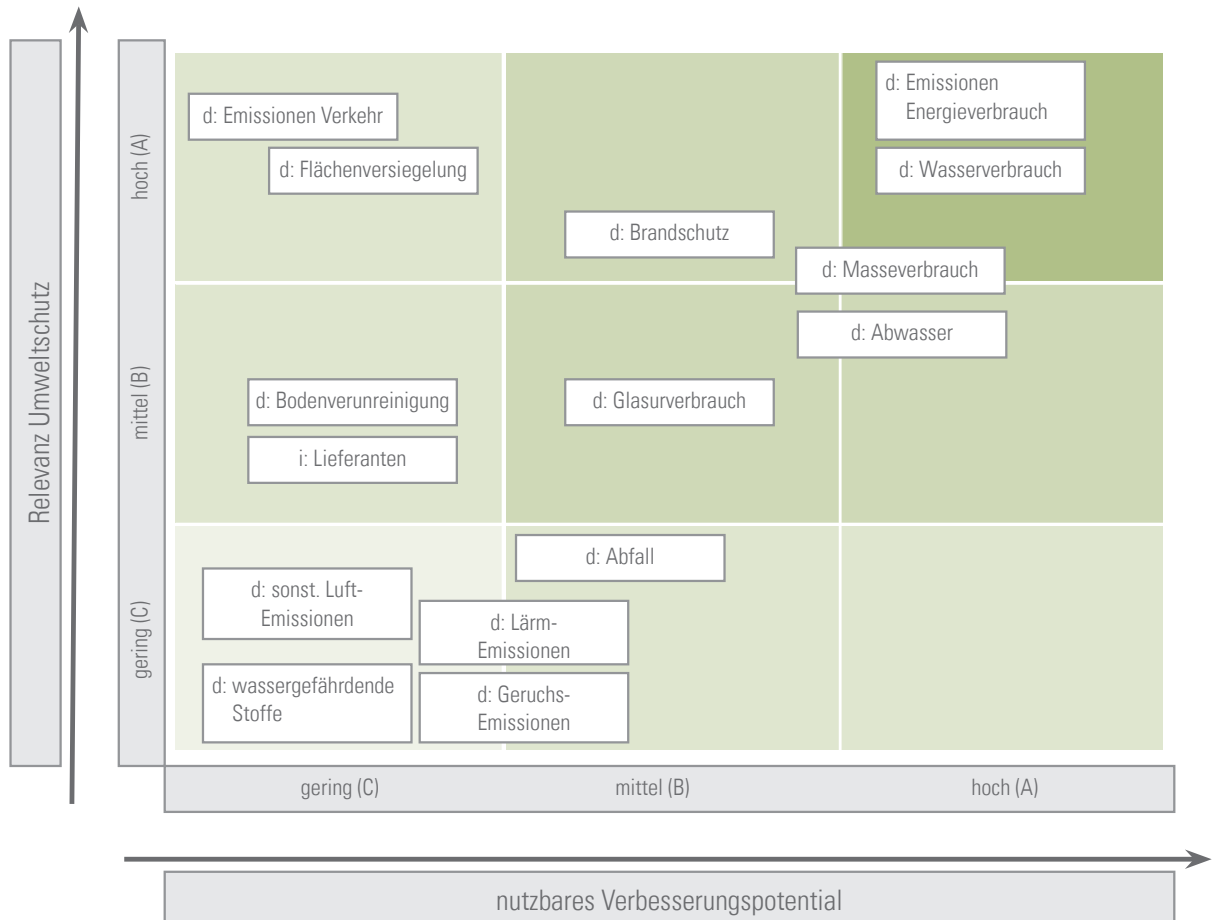 Relevanz Umweltschutz
hoch (A)
mittel (B)
gering (C)
d: Emissionen Verkehr
d: Flächenversiegelung
d: Emissionen
Energieverbrauch
d: Wasserverbrauch
d: Brandschutz
d: Masseverbrauch
d: Abwasser
d: Bodenverunreinigung
i: Lieferanten
d: Glasurverbrauch
d: Abfall
d: sonst. Luft-
Emissionen
d: Lärm-
Emissionen
d: wassergefährdende
Stoffe
d: Geruchs-
Emissionen
gering (C)
mittel (B)
hoch (A)
nutzbares Verbesserungspotential